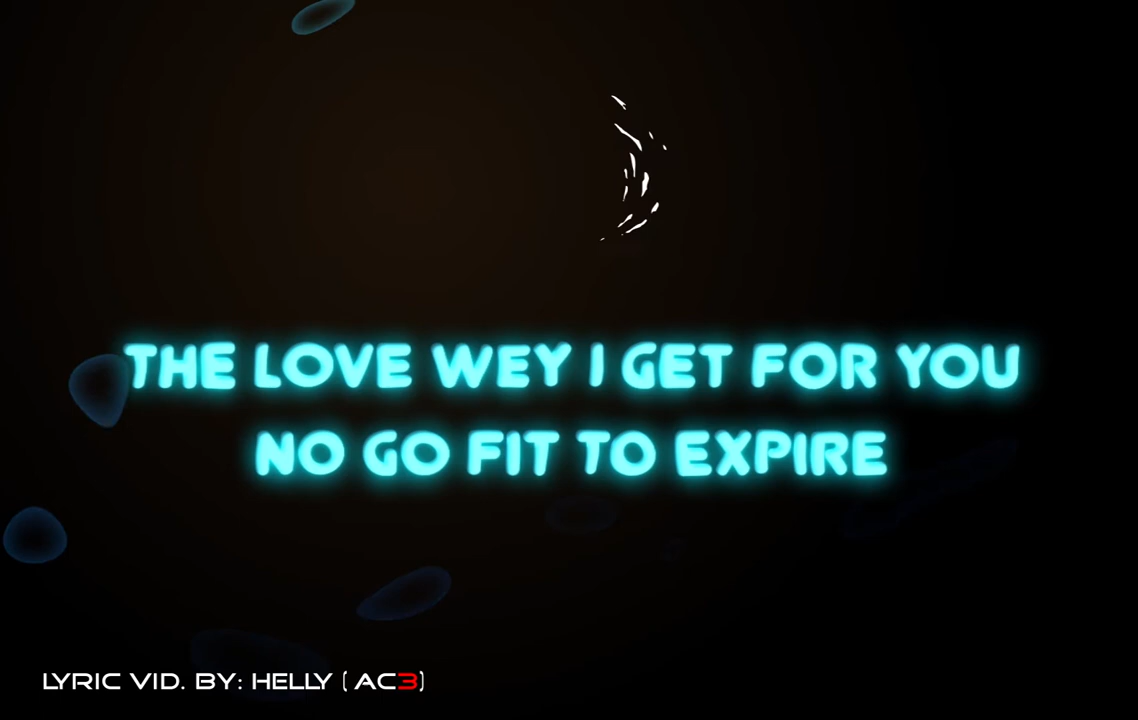 THE LOVE WEY I GET FOR YOU
NO GO FIT TO EXPIRE
LYRIC VID. BY: HELLY ( AC3)